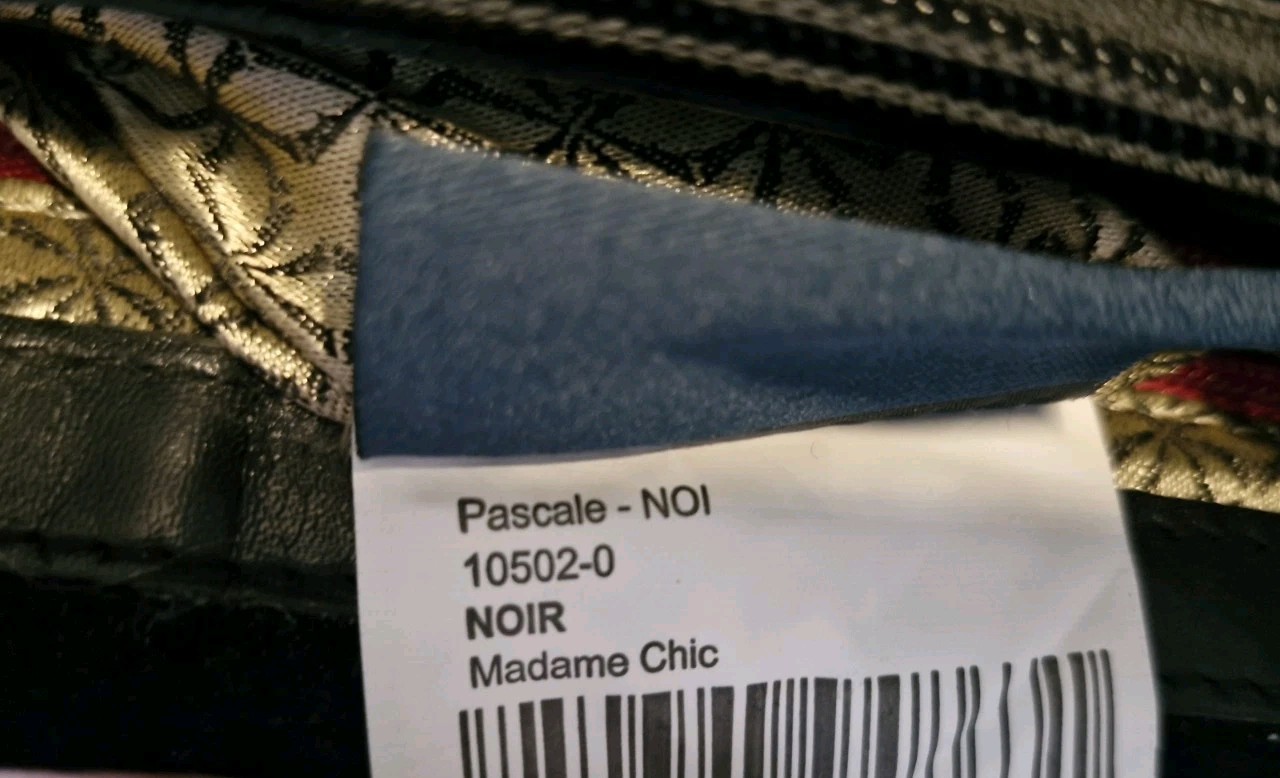 Pascale - NOI
10502-0
NOIR
Madame Chic